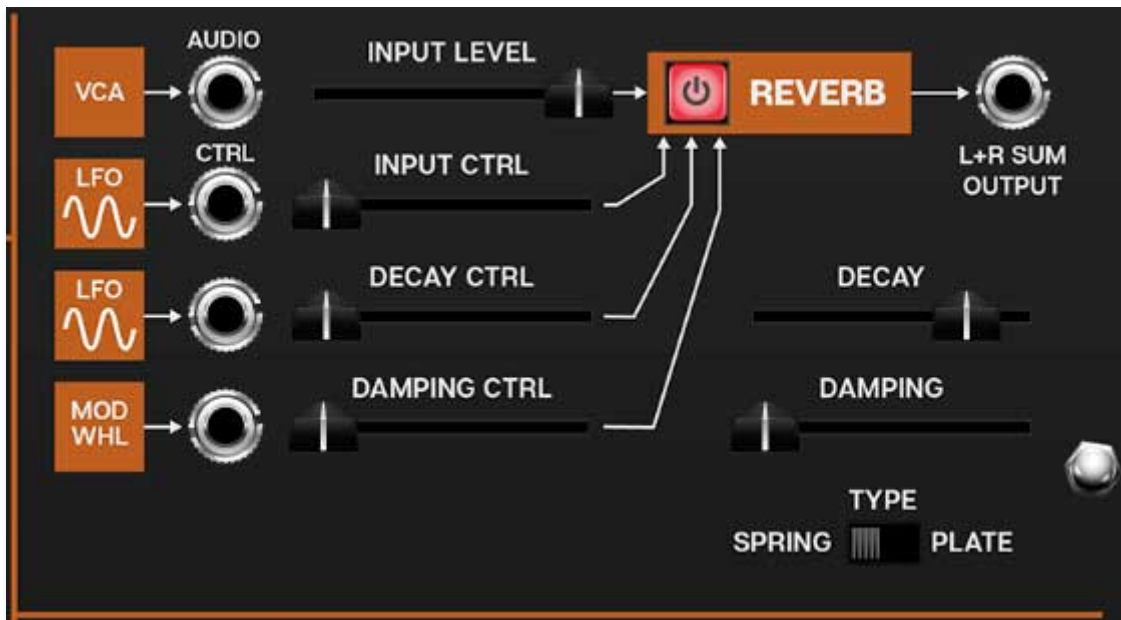 AUDIO
INPUT LEVEL
VCA
REVERB
CTRL
INPUT CTRL
L+R SUM
OUTPUT
LFO
DECAY CTRL
DECAY
LFO
DAMPING CTRL
DAMPING
MOD
WHL
TYPE
SPRING
PLATE